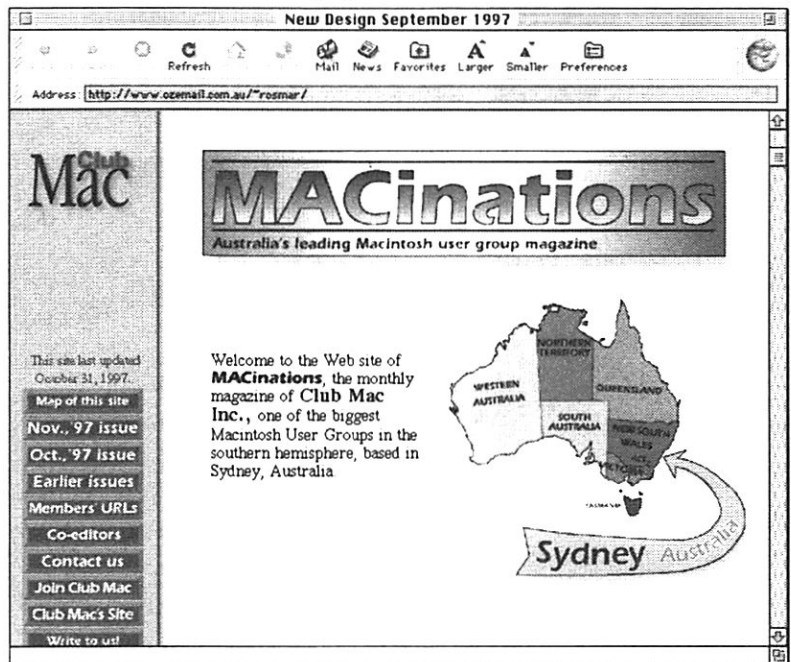 New Design September 1997
Refresh Mail News Favorites Larger Smaller Preferences
Address: http://www.ozemail.com.au/~rosmar/
Club
Mac
This site last updated
October 31, 1997.
Map of this site
Nov., '97 issue
Oct., '97 issue
Earlier issues
Members' URLs
Co-editors
Contact us
Join Club Mac
Club Mac's Site
Write to us!
MACinations
Australia's leading Macintosh user group magazine
Welcome to the Web site of
MACinations, the monthly
magazine of Club Mac
Inc., one of the biggest
Macintosh User Groups in the
southern hemisphere, based in
Sydney, Australia
NORTHERN
TERRITORY
WESTERN
AUSTRALIA
QUEENSLAND
SOUTH
AUSTRALIA
NEW SOUTH
WALES
ACT
VICTORIA
TASMANIA
Sydney Australia